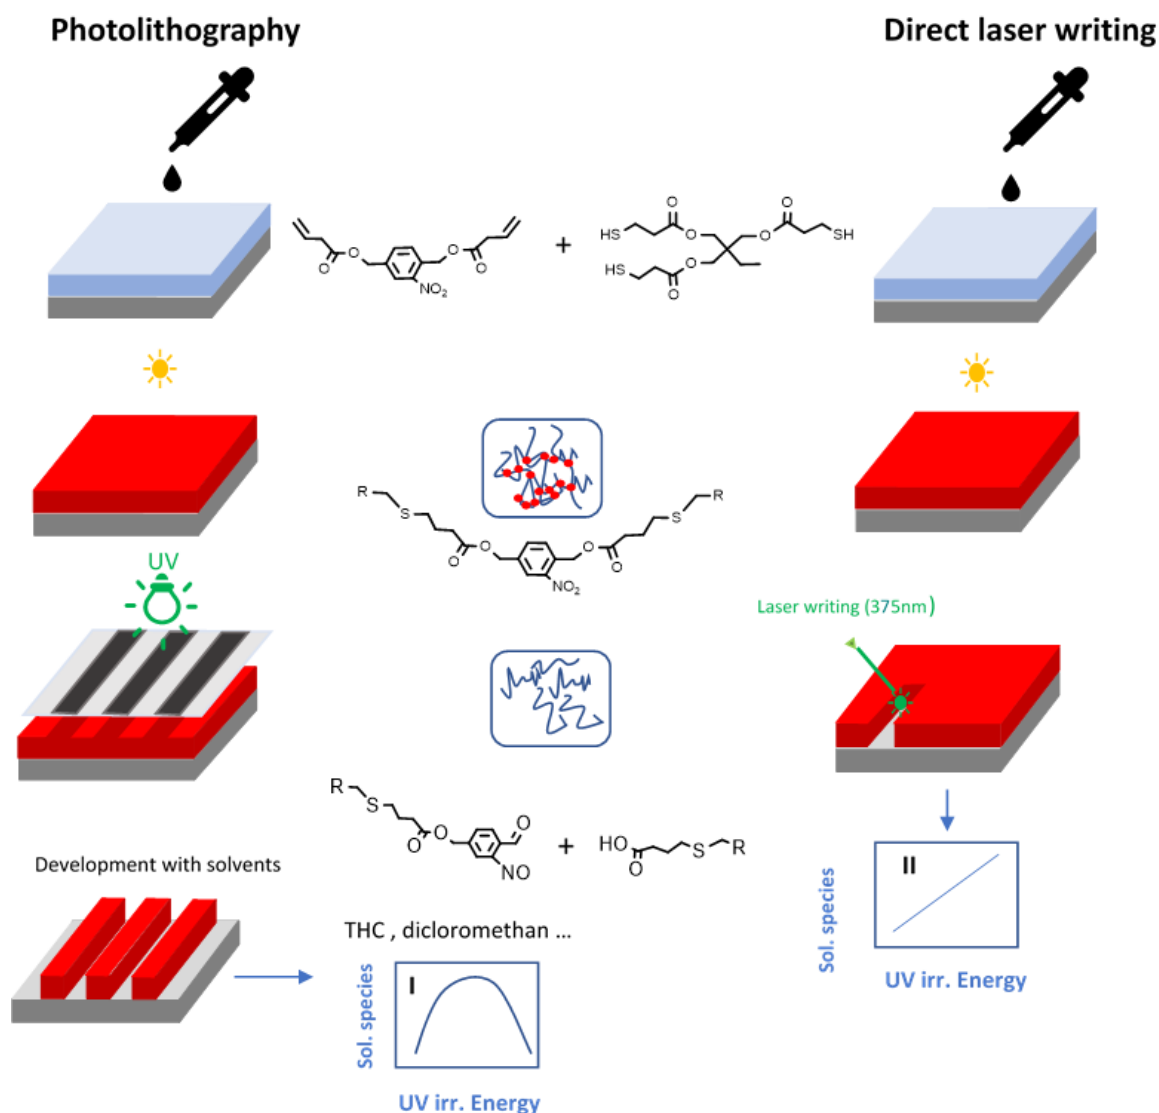 Photolithography
Direct laser writing
O
O
O
O
NO2
+
HS
O
O
O
O
SH
HS
O
O
R
S
O
O
NO2
O
O
S
R
UV
Laser writing (375nm)
R
S
O
O
O
NO
+
HO
O
S
R
Development with solvents
THC , dicloromethan ...
I
Sol. species
UV irr. Energy
II
Sol. species
UV irr. Energy